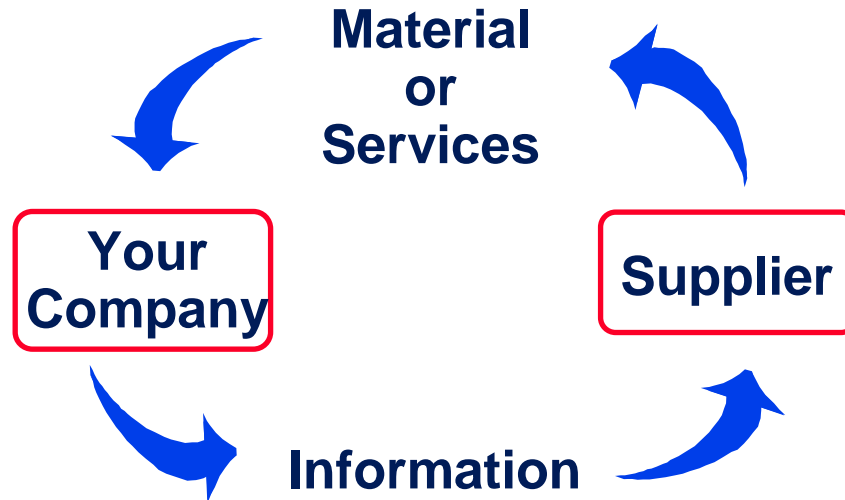 Material
or
Services
Your
Company
Supplier
Information